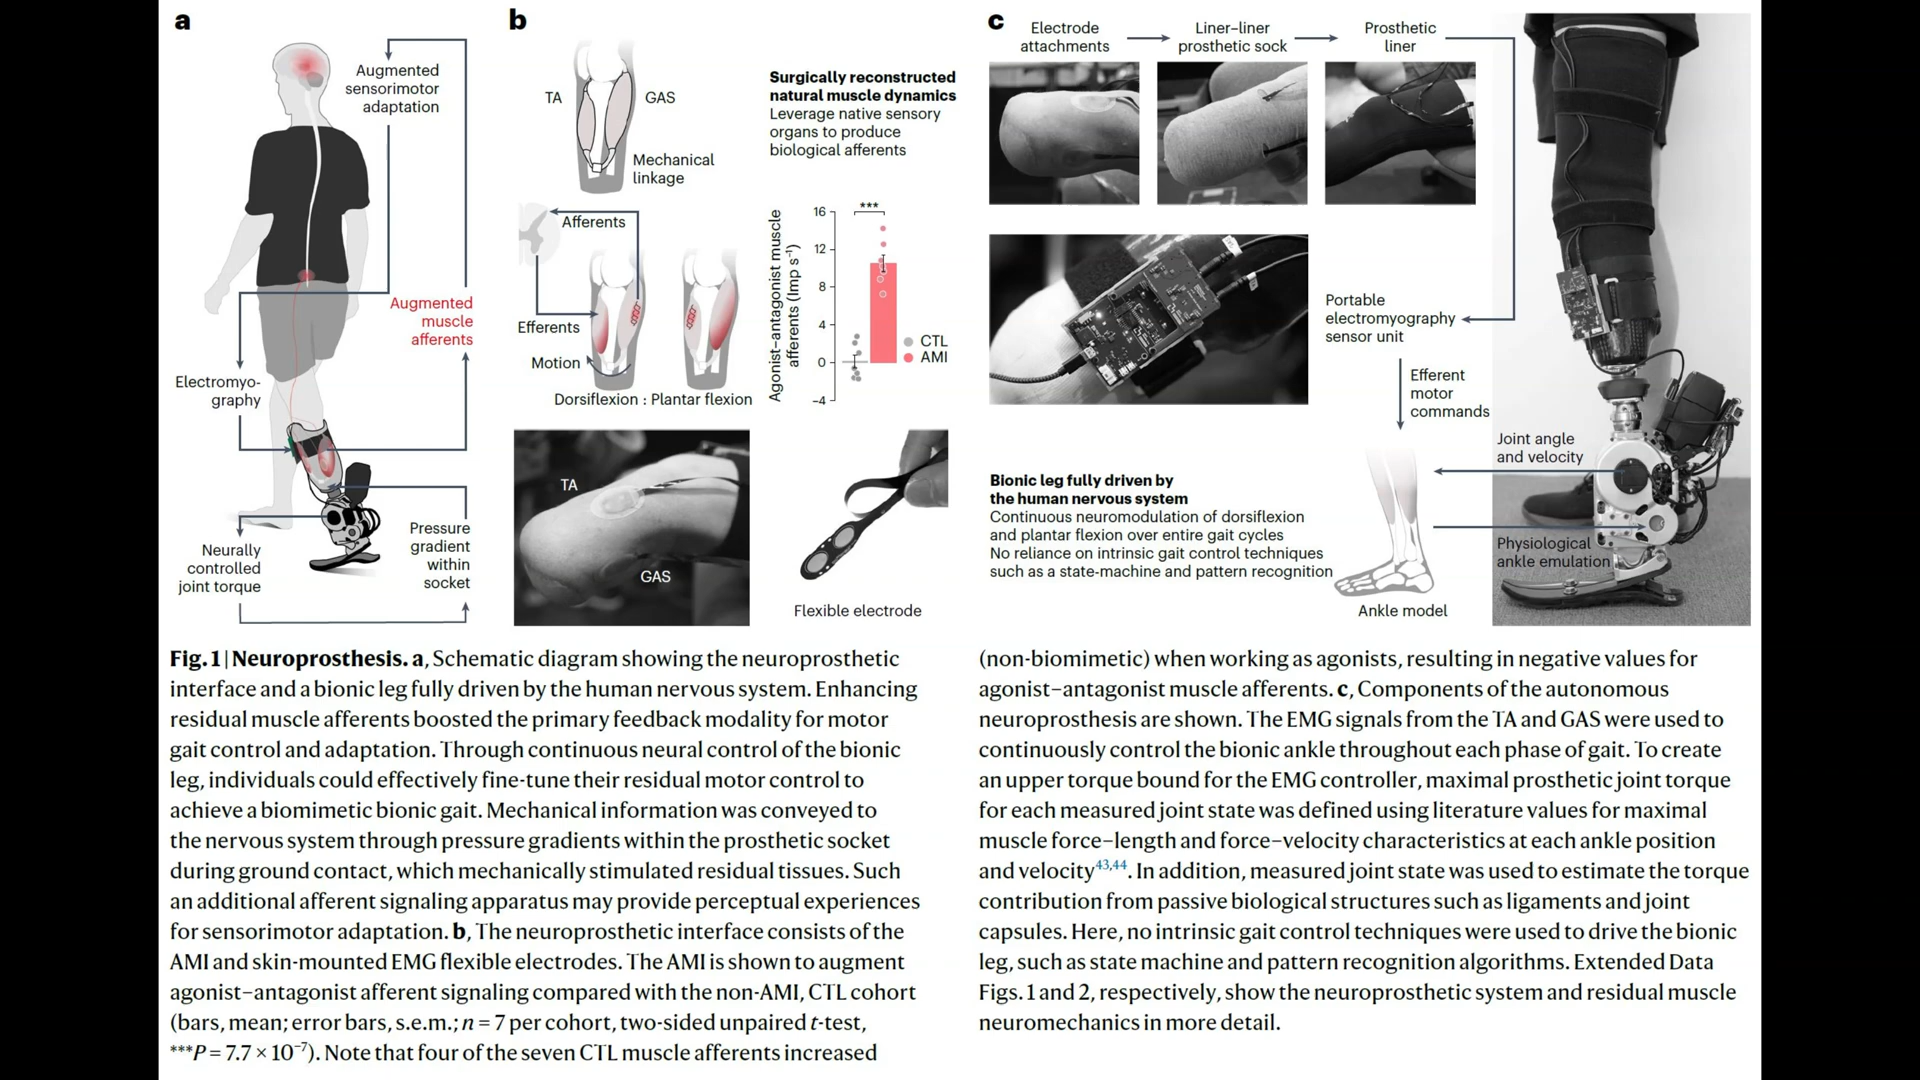 a
Augmented
sensorimotor
adaptation
Augmented
muscle
afferents
Electromyo-
graphy
Pressure
gradient
within
socket
Neurally
controlled
joint torque
b
TA
GAS
Mechanical
linkage
Surgically reconstructed
natural muscle dynamics
Leverage native sensory
organs to produce
biological afferents
Afferents
Efferents
Motion
Dorsiflexion : Plantar flexion
Agonist–antagonist muscle
afferents (Imp s⁻¹)
16
12
8
4
0
–4
***
CTL
AMI
TA
GAS
Flexible electrode
c
Electrode
attachments
Liner–liner
prosthetic sock
Prosthetic
liner
Portable
electromyography
sensor unit
Efferent
motor
commands
Joint angle
and velocity
Physiological
ankle emulation
Bionic leg fully driven by
the human nervous system
Continuous neuromodulation of dorsiflexion
and plantar flexion over entire gait cycles
No reliance on intrinsic gait control techniques
such as a state-machine and pattern recognition
Ankle model
Fig. 1 | Neuroprosthesis. a, Schematic diagram showing the neuroprosthetic
interface and a bionic leg fully driven by the human nervous system. Enhancing
residual muscle afferents boosted the primary feedback modality for motor
gait control and adaptation. Through continuous neural control of the bionic
leg, individuals could effectively fine-tune their residual motor control to
achieve a biomimetic bionic gait. Mechanical information was conveyed to
the nervous system through pressure gradients within the prosthetic socket
during ground contact, which mechanically stimulated residual tissues. Such
an additional afferent signaling apparatus may provide perceptual experiences
for sensorimotor adaptation. b, The neuroprosthetic interface consists of the
AMI and skin-mounted EMG flexible electrodes. The AMI is shown to augment
agonist–antagonist afferent signaling compared with the non-AMI, CTL cohort
(bars, mean; error bars, s.e.m.; n = 7 per cohort, two-sided unpaired t-test,
***P = 7.7 × 10⁻⁷). Note that four of the seven CTL muscle afferents increased
(non-biomimetic) when working as agonists, resulting in negative values for
agonist–antagonist muscle afferents. c, Components of the autonomous
neuroprosthesis are shown. The EMG signals from the TA and GAS were used to
continuously control the bionic ankle throughout each phase of gait. To create
an upper torque bound for the EMG controller, maximal prosthetic joint torque
for each measured joint state was defined using literature values for maximal
muscle force–length and force–velocity characteristics at each ankle position
and velocity⁴³,⁴⁴. In addition, measured joint state was used to estimate the torque
contribution from passive biological structures such as ligaments and joint
capsules. Here, no intrinsic gait control techniques were used to drive the bionic
leg, such as state machine and pattern recognition algorithms. Extended Data
Figs. 1 and 2, respectively, show the neuroprosthetic system and residual muscle
neuromechanics in more detail.